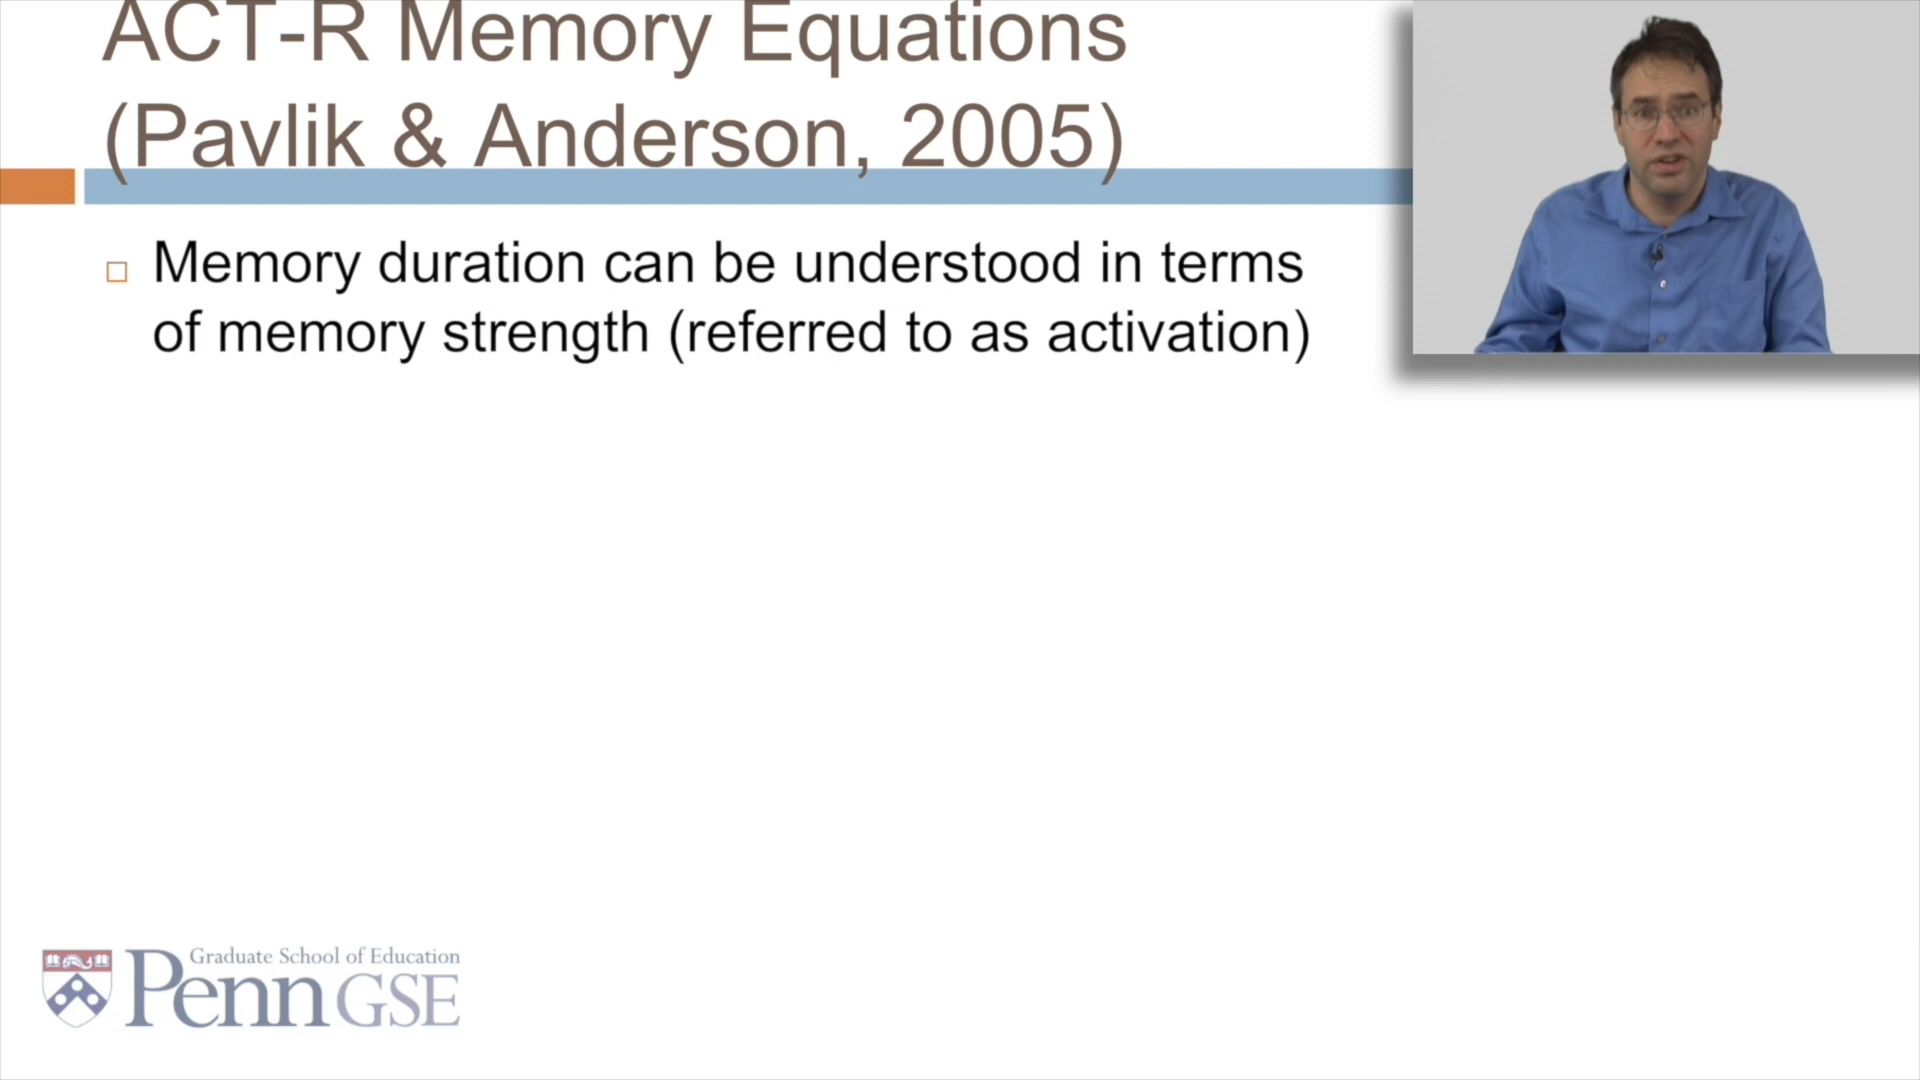 ACT-R Memory Equations
(Pavlik & Anderson, 2005)
Memory duration can be understood in terms
of memory strength (referred to as activation)
Graduate School of Education
Penn GSE